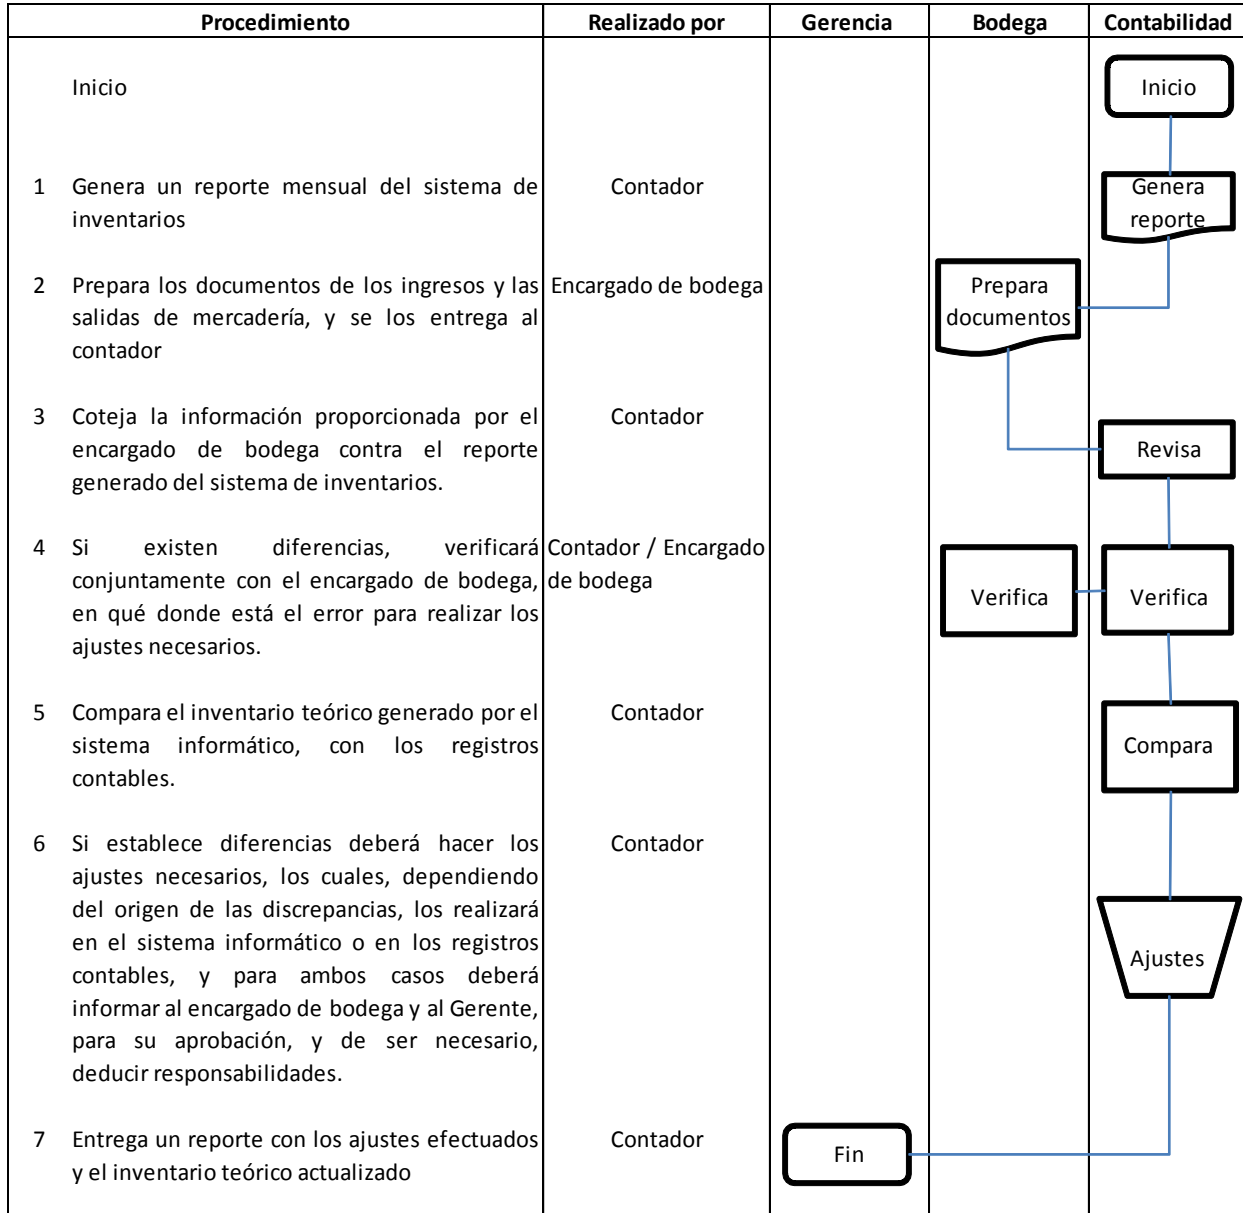 Procedimiento Realizado por Gerencia Bodega Contabilidad
Inicio Inicio
1 Genera un reporte mensual del sistema de inventarios Contador Genera reporte
2 Prepara los documentos de los ingresos y las Encargado de bodega Prepara
salidas de mercadería, y se los entrega al documentos
contador
3 Coteja la información proporcionada por el Contador
encargado de bodega contra el reporte Revisa
generado del sistema de inventarios.
4 Si existen diferencias, verificará Contador / Encargado
conjuntamente con el encargado de bodega, de bodega Verifica Verifica
en qué donde está el error para realizar los
ajustes necesarios.
5 Compara el inventario teórico generado por el Contador
sistema informático, con los registros Compara
contables.
6 Si establece diferencias deberá hacer los Contador
ajustes necesarios, los cuales, dependiendo
del origen de las discrepancias, los realizará
en el sistema informático o en los registros
contables, y para ambos casos deberá Ajustes
informar al encargado de bodega y al Gerente,
para su aprobación, y de ser necesario,
deducir responsabilidades.
7 Entrega un reporte con los ajustes efectuados Contador Fin
y el inventario teórico actualizado